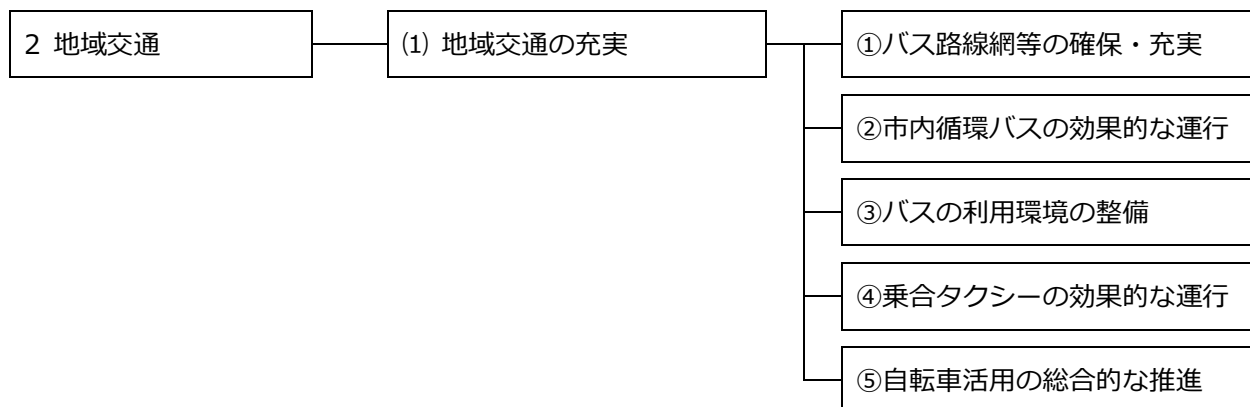 2 地域交通
⑴ 地域交通の充実
①バス路線網等の確保・充実
②市内循環バスの効果的な運行
③バスの利用環境の整備
④乗合タクシーの効果的な運行
⑤自転車活用の総合的な推進